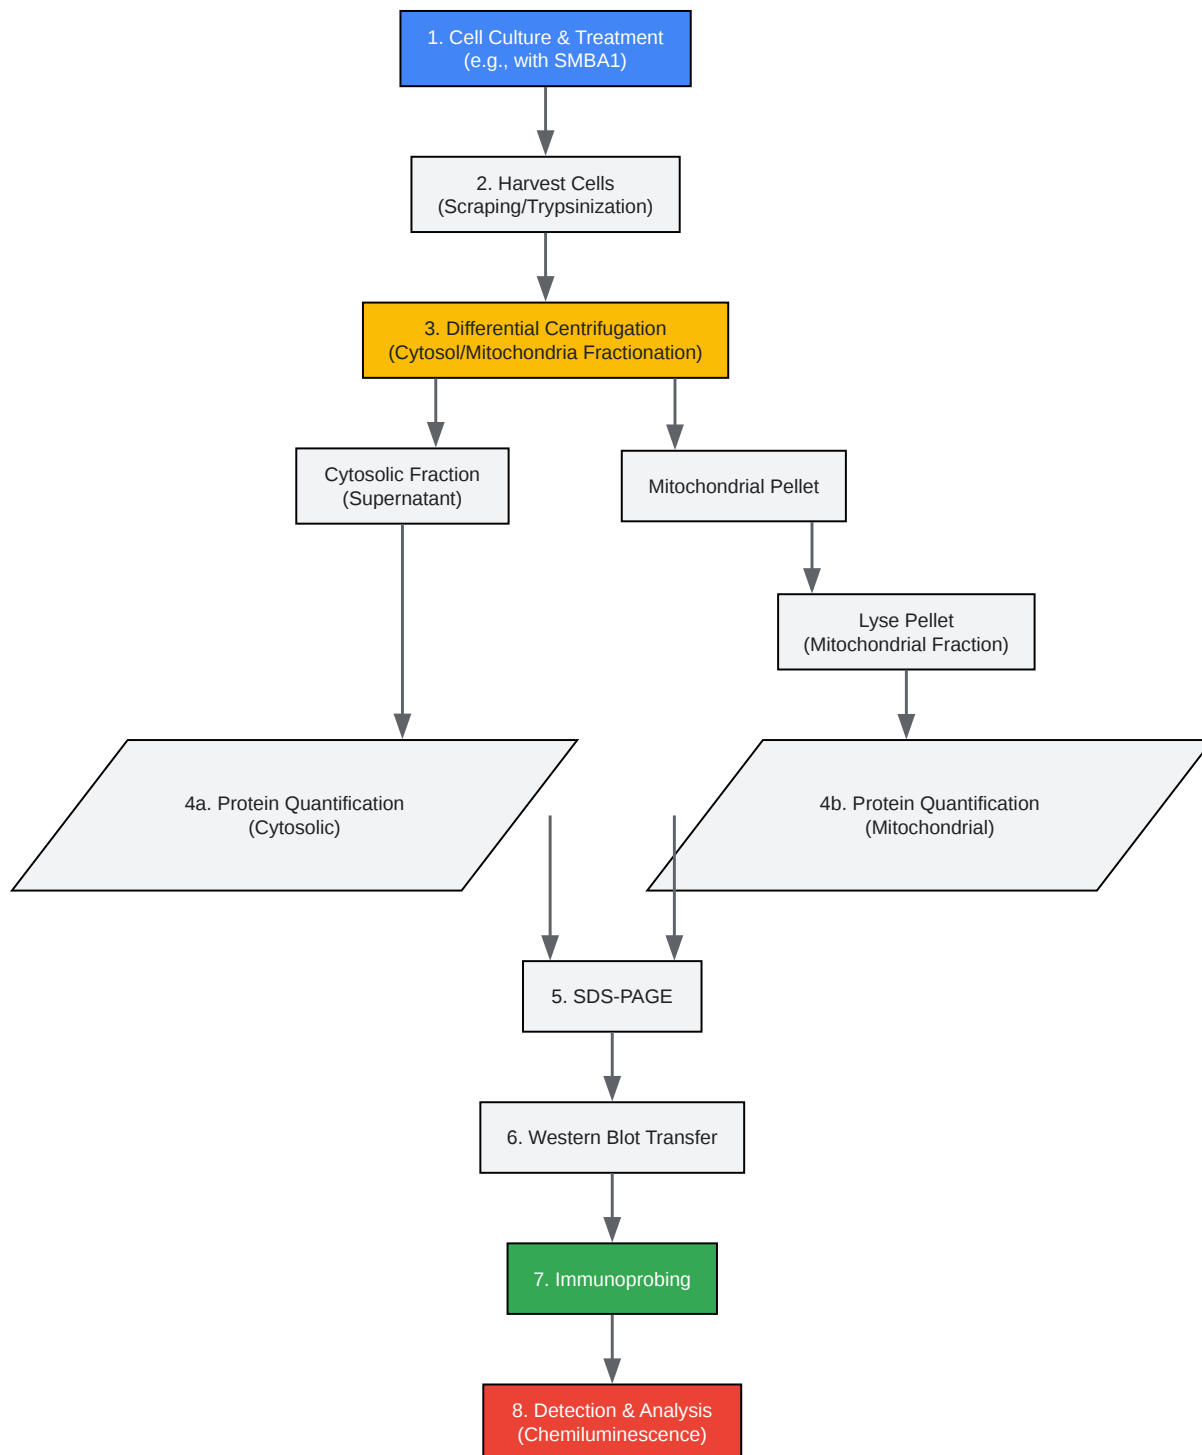 1. Cell Culture & Treatment
(e.g., with SMBA1)
2. Harvest Cells
(Scraping/Trypsinization)
3. Differential Centrifugation
(Cytosol/Mitochondria Fractionation)
Cytosolic Fraction
(Supernatant)
Mitochondrial Pellet
Lyse Pellet
(Mitochondrial Fraction)
4a. Protein Quantification
(Cytosolic)
4b. Protein Quantification
(Mitochondrial)
5. SDS-PAGE
6. Western Blot Transfer
7. Immunoprobing
8. Detection & Analysis
(Chemiluminescence)